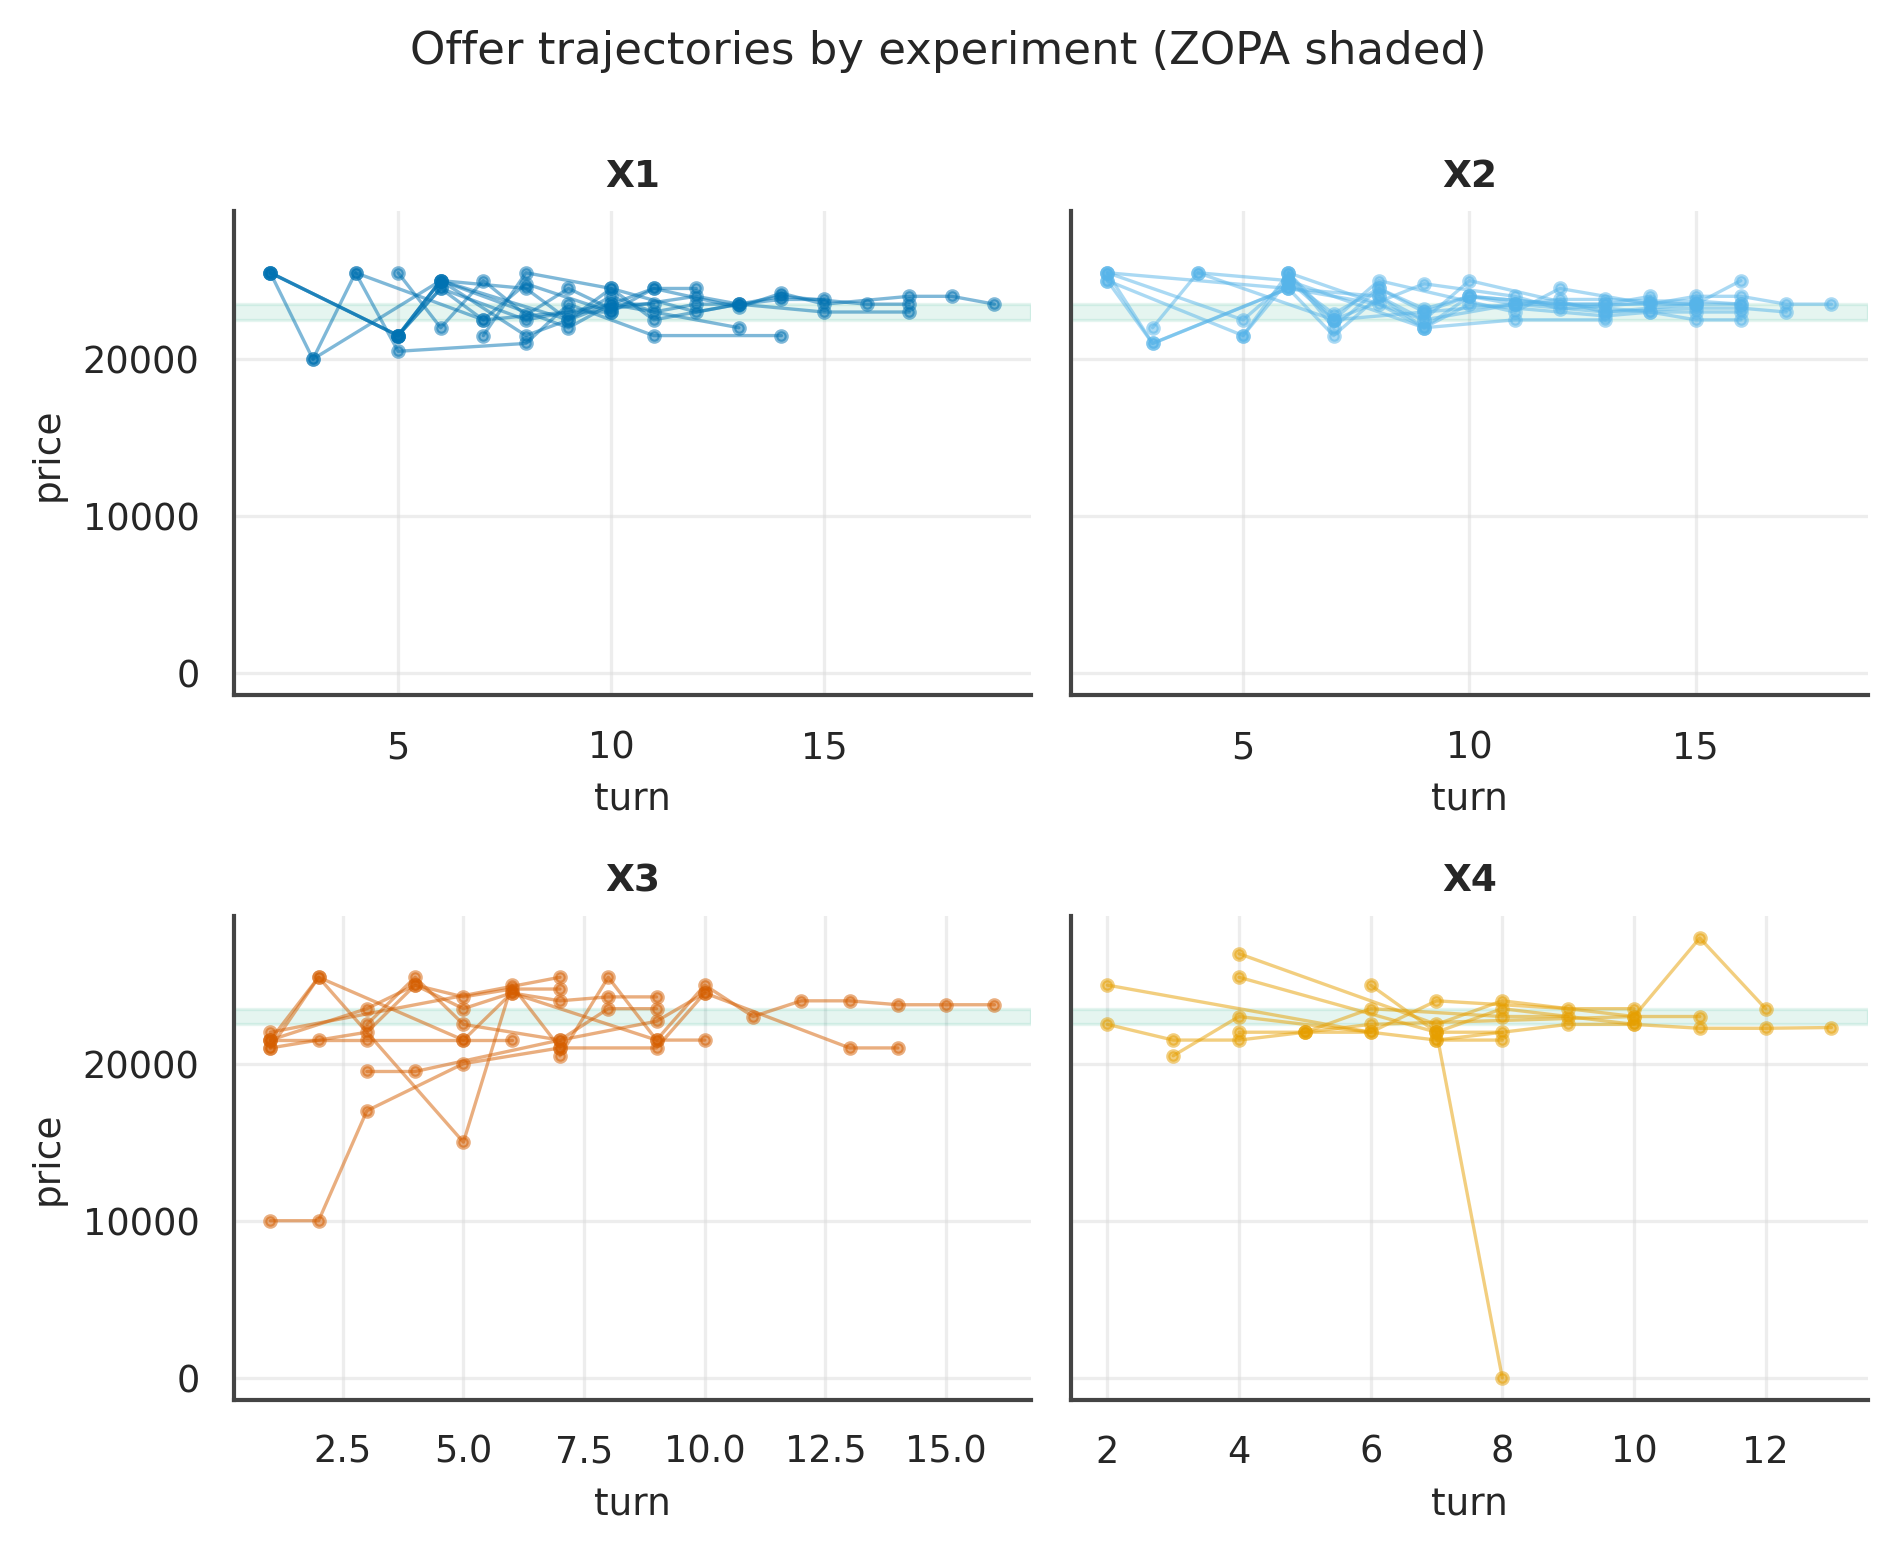 Offer trajectories by experiment (ZOPA shaded)
X1
X2
price
20000
10000
0
5
10
15
5
10
15
turn
turn
X3
X4
price
20000
10000
0
2.5
5.0
7.5
10.0
12.5
15.0
2
4
6
8
10
12
turn
turn